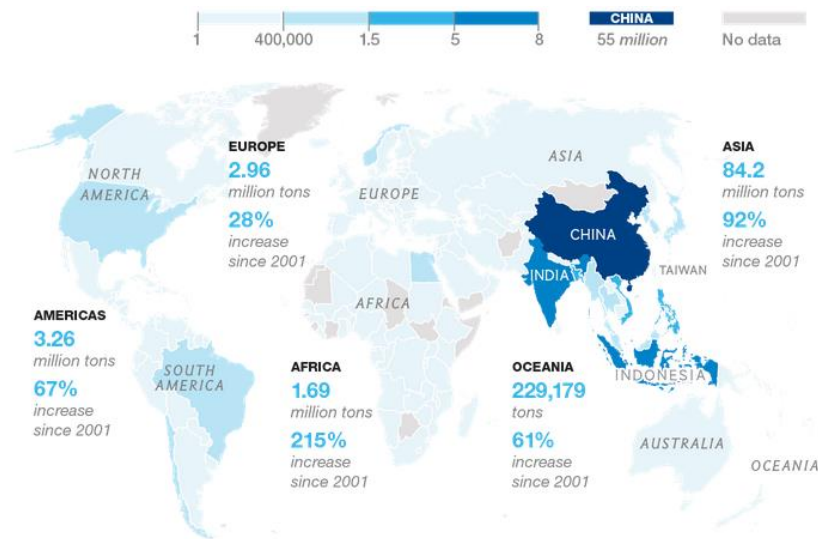 CHINA
1 400,000 1.5 5 8 55 million No data
EUROPE
2.96
million tons
28%
increase
since 2001
ASIA
84.2
million tons
92%
increase
since 2001
NORTH
AMERICA
EUROPE
ASIA
CHINA
INDIA
TAIWAN
AFRICA
AMERICAS
3.26
million tons
67%
increase
since 2001
SOUTH
AMERICA
AFRICA
1.69
million tons
215%
increase
since 2001
OCEANIA
229,179
tons
61%
increase
since 2001
INDONESIA
AUSTRALIA
OCEANIA